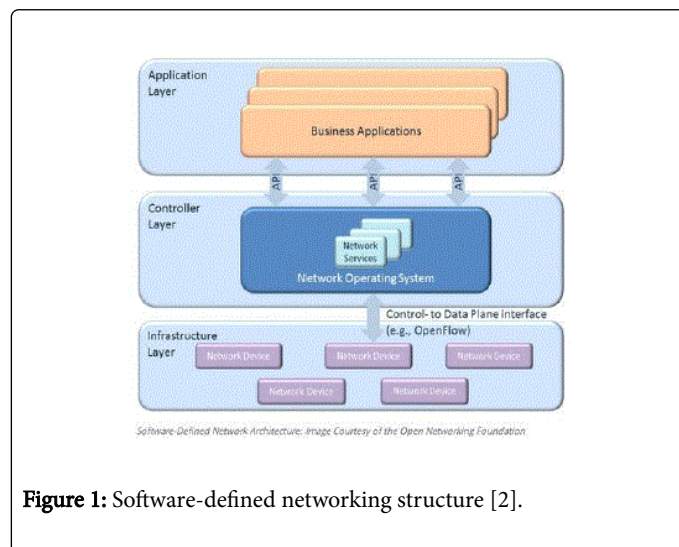 Application
Layer
Business Applications
API API API
Controller
Layer
Network
Services
Network Operating System
Control- to Data Plane interface
(e.g., OpenFlow)
Infrastructure
Layer
Network Device Network Device Network Device
Network Device Network Device
Software-Defined Network Architecture: Image Courtesy of the Open Networking Foundation
Figure 1: Software-defined networking structure [2].